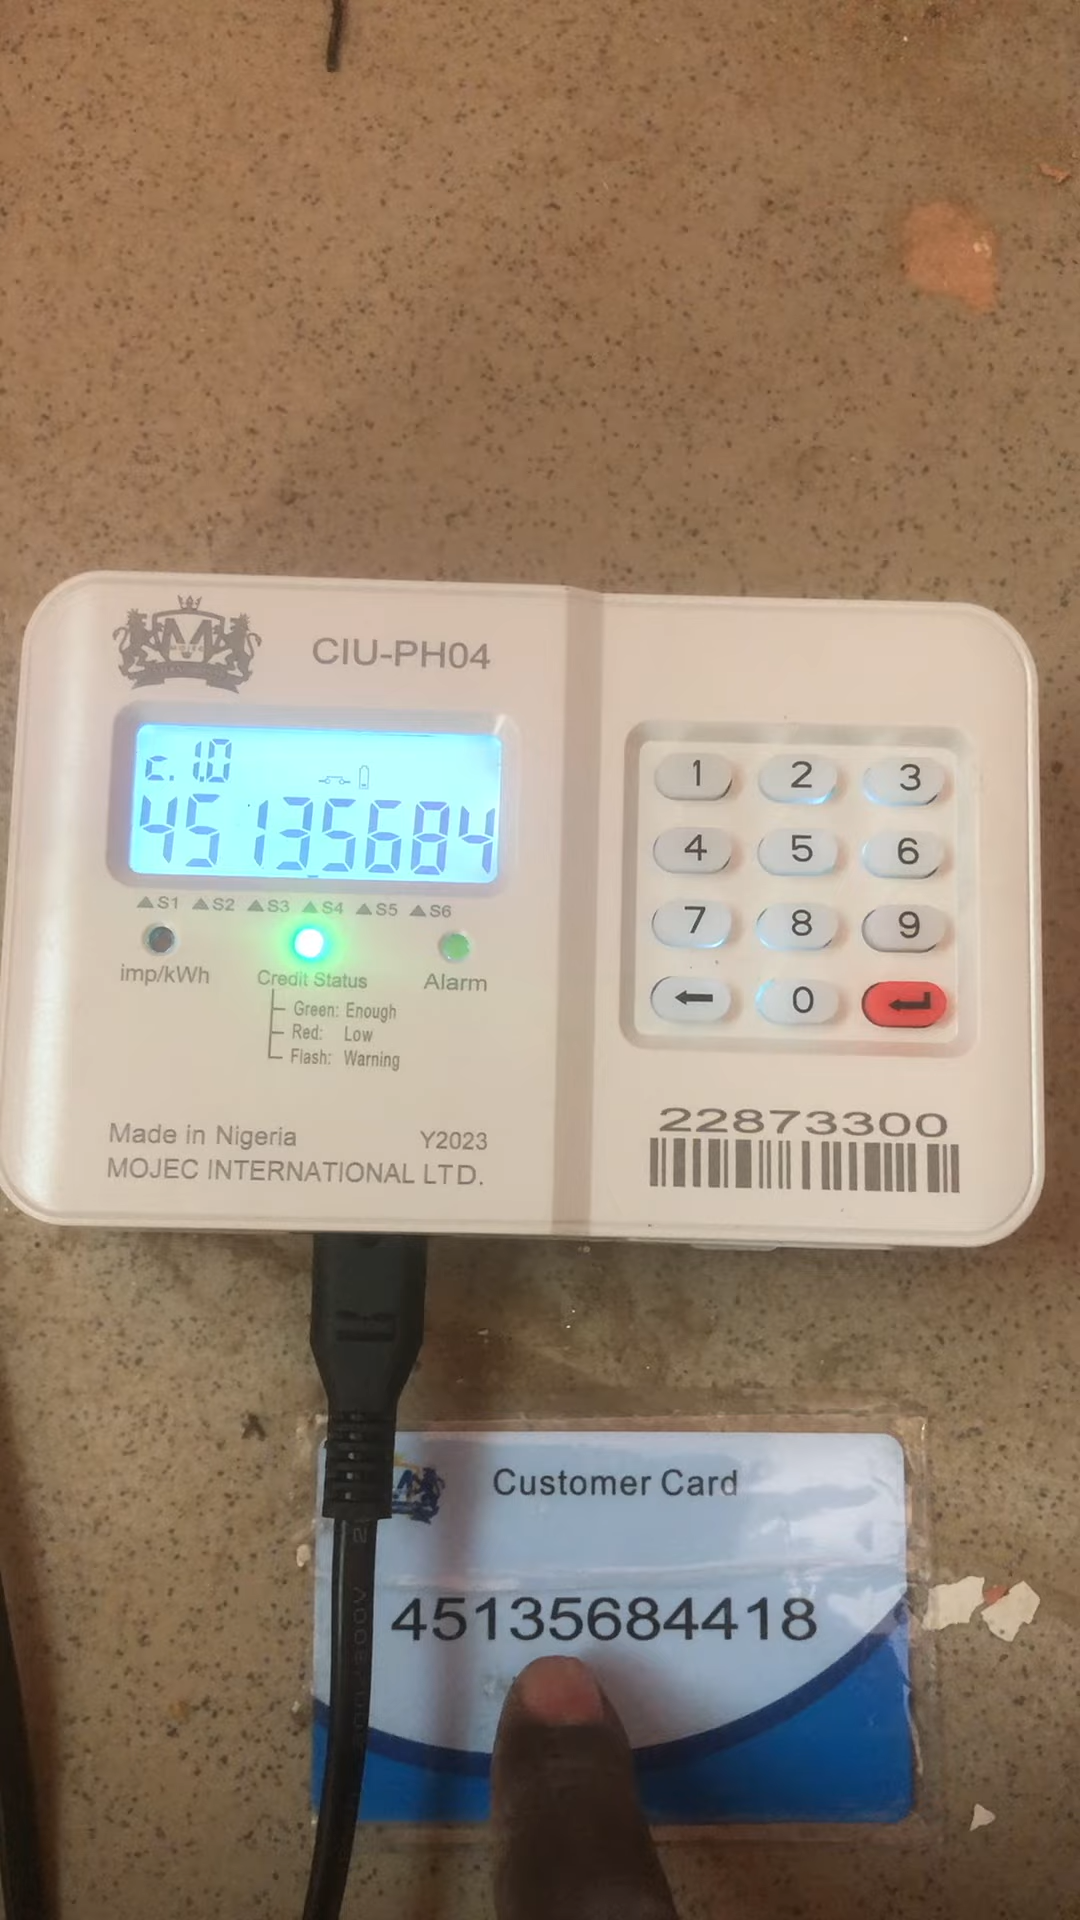 MOJEC
CIU-PH04
c. 1.0
45135684
S1 S2 S3 S4 S5 S6
imp/kWh
Credit Status
Alarm
Green: Enough
Red: Low
Flash: Warning
Made in Nigeria Y2023
MOJEC INTERNATIONAL LTD.
1 2 3
4 5 6
7 8 9
← 0 ↵
22873300
Customer Card
45135684418